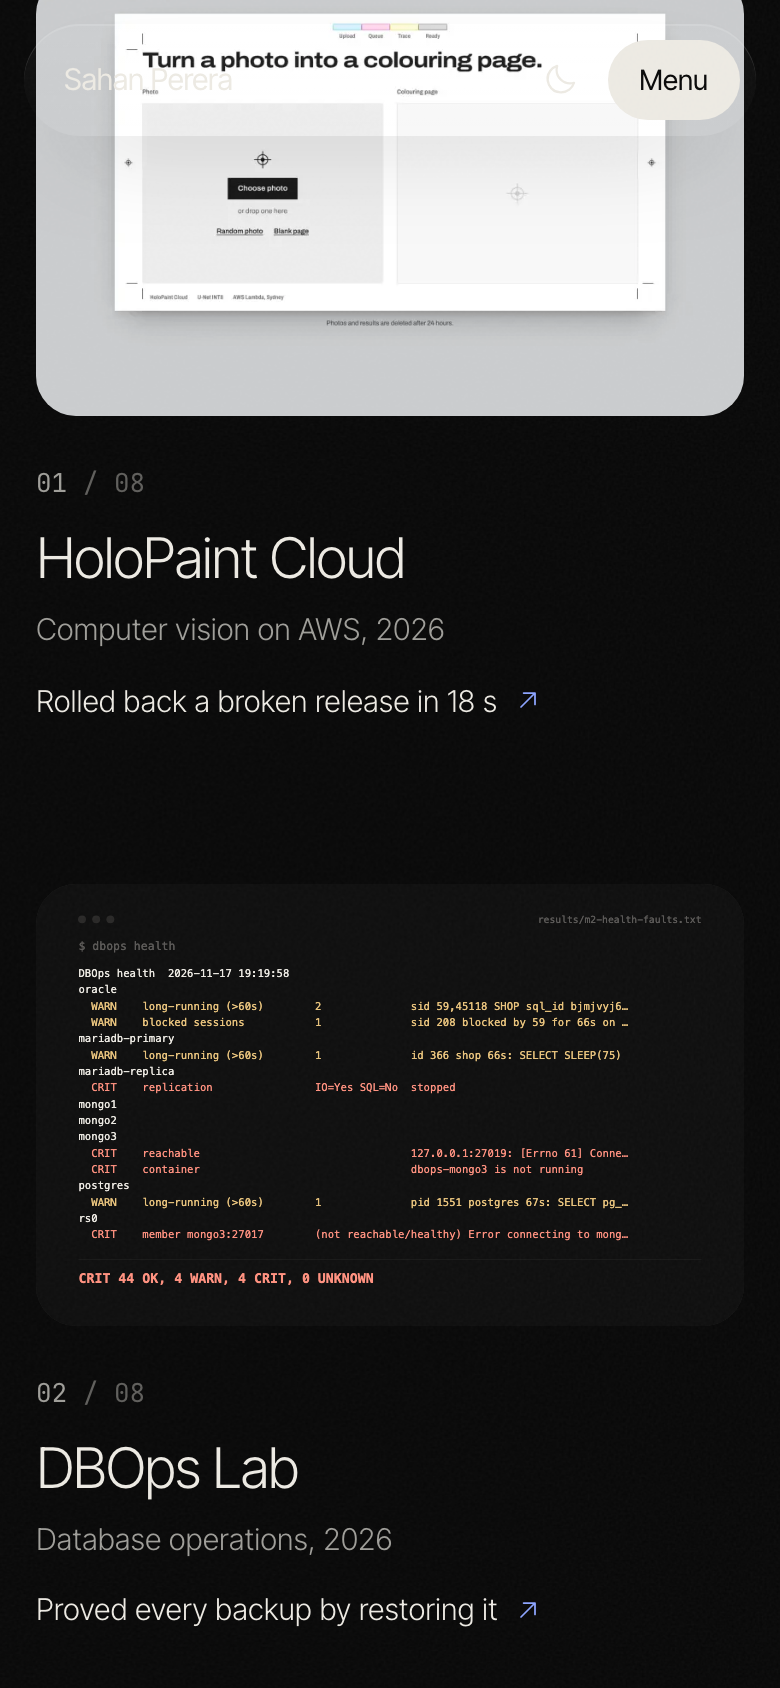 Upload Queue Trace Ready
Turn a photo into a colouring page.
Sahan Perera
Menu
Photo
Colouring page
Choose photo
or drop one here
Random photo Blank page
HoloPaint Cloud U-Net INT8 AWS Lambda, Sydney
Photos and results are deleted after 24 hours.
01 / 08
HoloPaint Cloud
Computer vision on AWS, 2026
Rolled back a broken release in 18 s
results/m2-health-faults.txt
$ dbops health
DBOps health 2026-11-17 19:19:58
oracle
WARN long-running (>60s) 2 sid 59,45118 SHOP sql_id bjmjvyj6…
WARN blocked sessions 1 sid 208 blocked by 59 for 66s on …
mariadb-primary
WARN long-running (>60s) 1 id 366 shop 66s: SELECT SLEEP(75)
mariadb-replica
CRIT replication IO=Yes SQL=No stopped
mongo1
mongo2
mongo3
CRIT reachable 127.0.0.1:27019: [Errno 61] Conne…
CRIT container dbops-mongo3 is not running
postgres
WARN long-running (>60s) 1 pid 1551 postgres 67s: SELECT pg_…
rs0
CRIT member mongo3:27017 (not reachable/healthy) Error connecting to mong…
CRIT 44 OK, 4 WARN, 4 CRIT, 0 UNKNOWN
02 / 08
DBOps Lab
Database operations, 2026
Proved every backup by restoring it